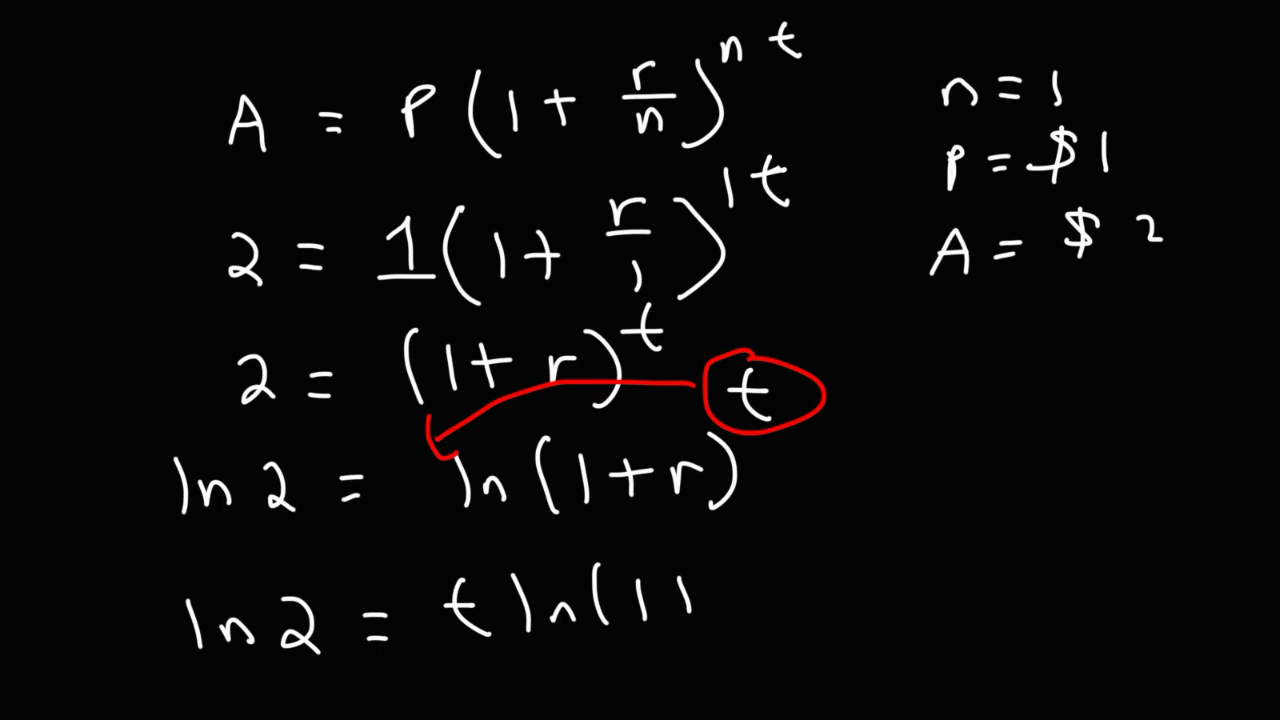 A = P(1 + r/n)^nt
n = 1
P = $1
A = $2
2 = 1(1 + r/1)^1t
2 = (1 + r)^t
ln 2 = ln(1 + r)^t
ln 2 = t ln(1 1